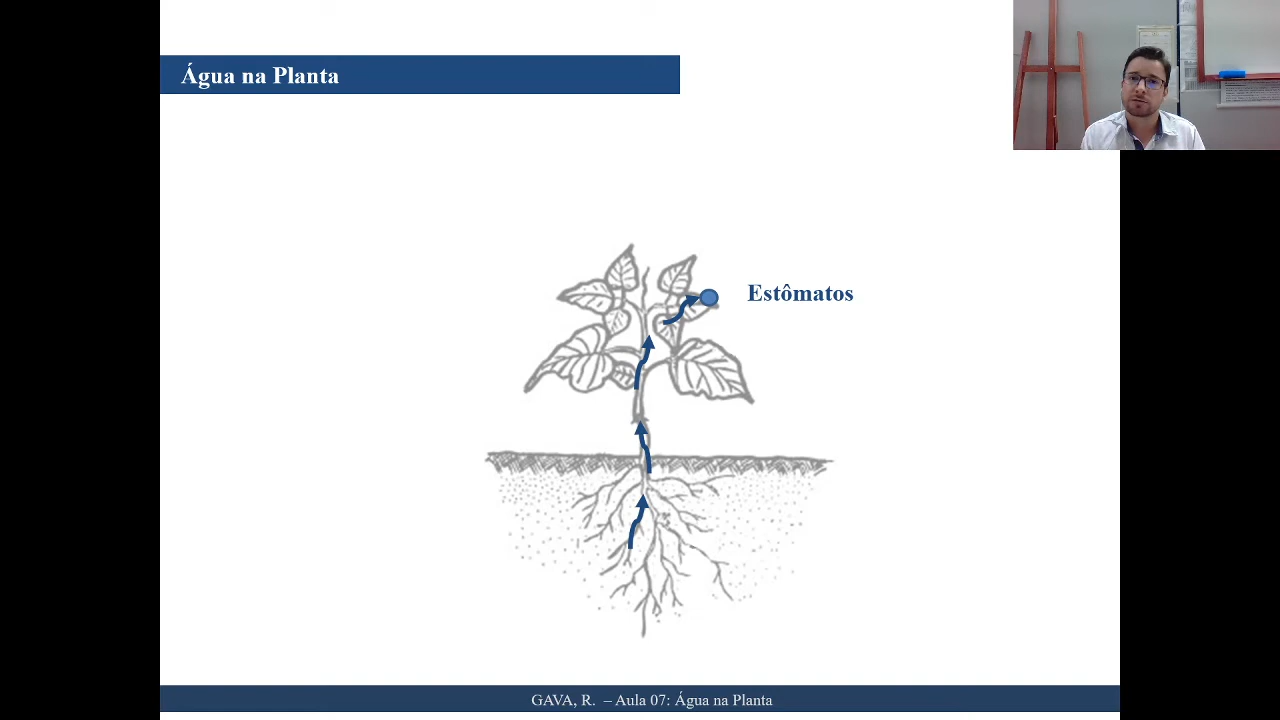 Água na Planta
Estômatos
GAVA, R. – Aula 07: Água na Planta